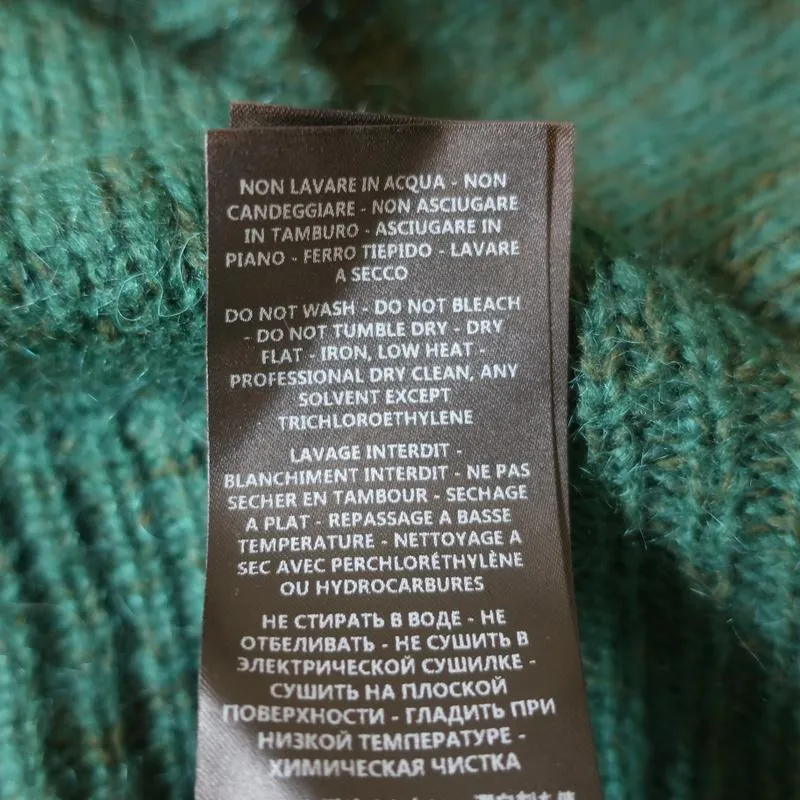 NON LAVARE IN ACQUA - NON
CANDEGGIARE - NON ASCIUGARE
IN TAMBURO - ASCIUGARE IN
PIANO - FERRO TIEPIDO - LAVARE
A SECCO
DO NOT WASH - DO NOT BLEACH
- DO NOT TUMBLE DRY - DRY
FLAT - IRON, LOW HEAT -
PROFESSIONAL DRY CLEAN, ANY
SOLVENT EXCEPT
TRICHLOROETHYLENE
LAVAGE INTERDIT -
BLANCHIMENT INTERDIT - NE PAS
SECHER EN TAMBOUR - SECHAGE
A PLAT - REPASSAGE A BASSE
TEMPERATURE - NETTOYAGE A
SEC AVEC PERCHLORÉTHYLÈNE
OU HYDROCARBURES
НЕ СТИРАТЬ В ВОДЕ - НЕ
ОТБЕЛИВАТЬ - НЕ СУШИТЬ В
ЭЛЕКТРИЧЕСКОЙ СУШИЛКЕ -
СУШИТЬ НА ПЛОСКОЙ
ПОВЕРХНОСТИ - ГЛАДИТЬ ПРИ
НИЗКОЙ ТЕМПЕРАТУРЕ -
ХИМИЧЕСКАЯ ЧИСТКА